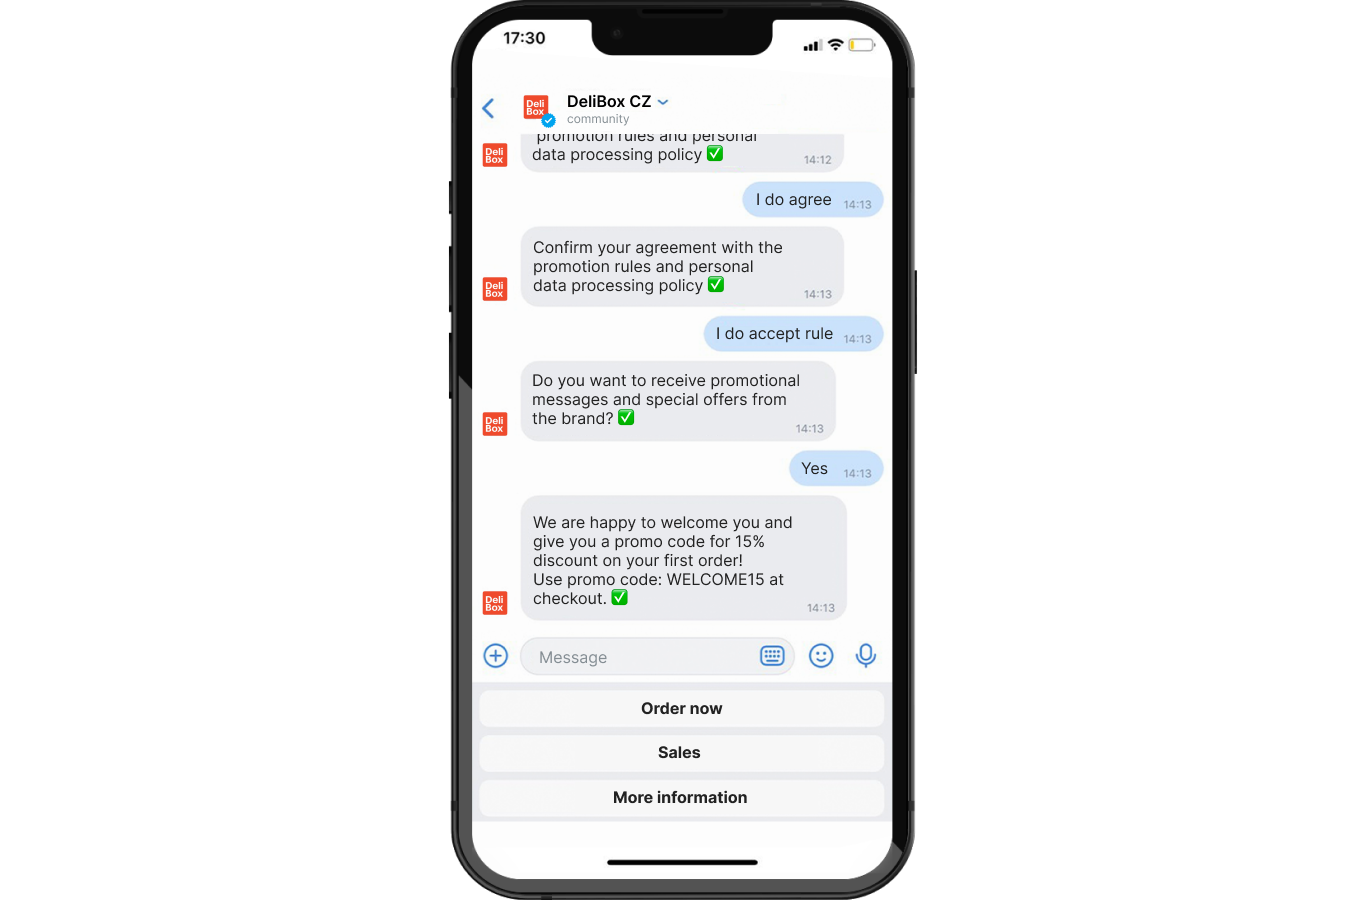 17:30
Deli
Box
DeliBox CZ
community
promotion rules and personal
data processing policy ✅
14:12
Deli
Box
I do agree
14:13
Confirm your agreement with the
promotion rules and personal
data processing policy ✅
14:13
Deli
Box
I do accept rule
14:13
Do you want to receive promotional
messages and special offers from
the brand? ✅
14:13
Deli
Box
Yes
14:13
We are happy to welcome you and
give you a promo code for 15%
discount on your first order!
Use promo code: WELCOME15 at
checkout. ✅
14:13
Deli
Box
Message
Order now
Sales
More information